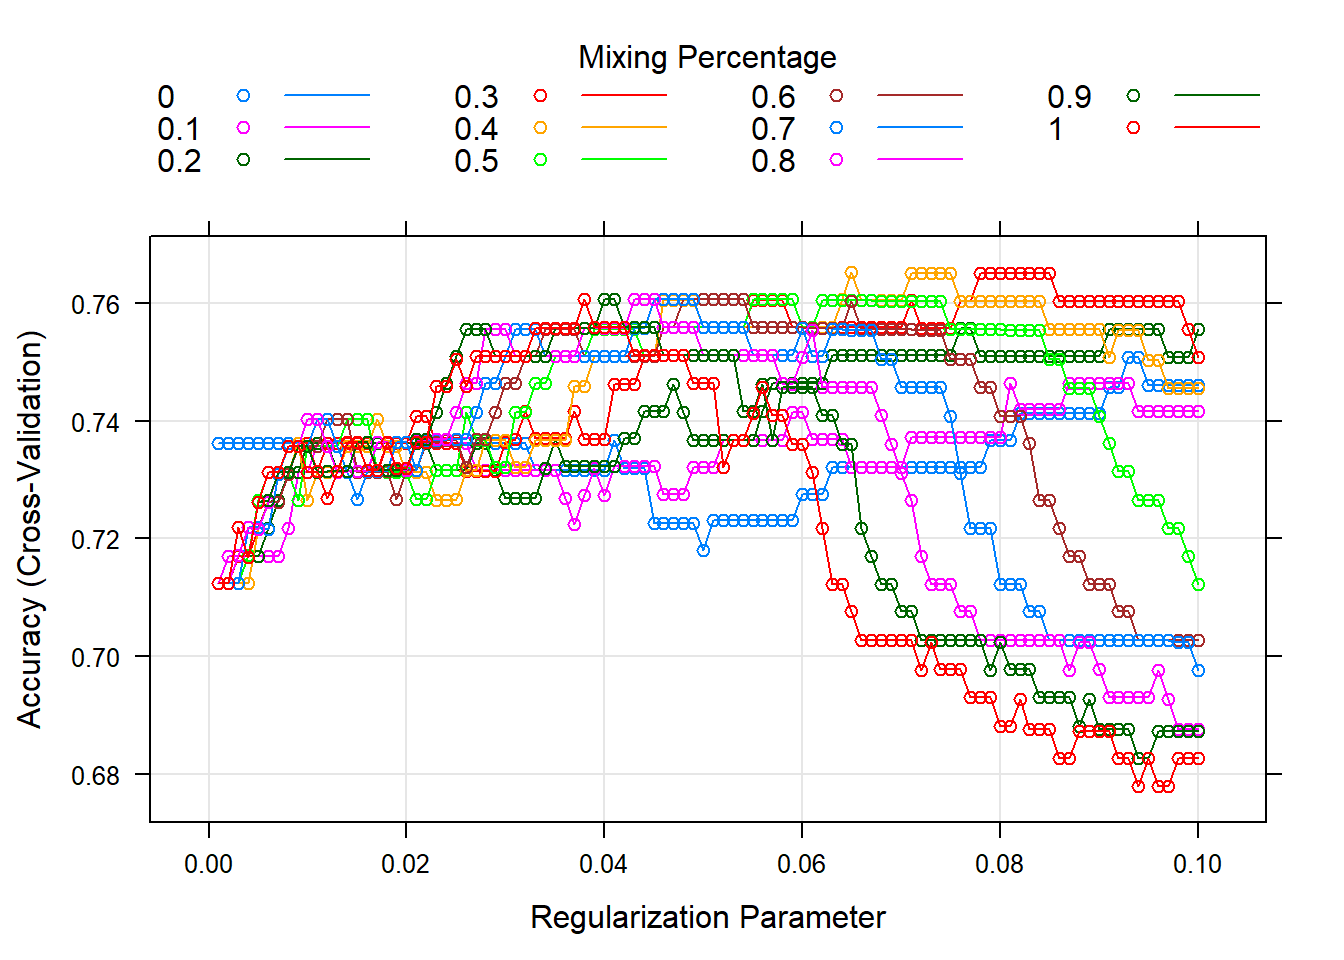 Mixing Percentage
0 0.3 0.6 0.9
0.1 0.4 0.7 1
0.2 0.5 0.8
0.76
0.74
0.72
0.70
0.68
Accuracy (Cross-Validation)
0.00 0.02 0.04 0.06 0.08 0.10
Regularization Parameter